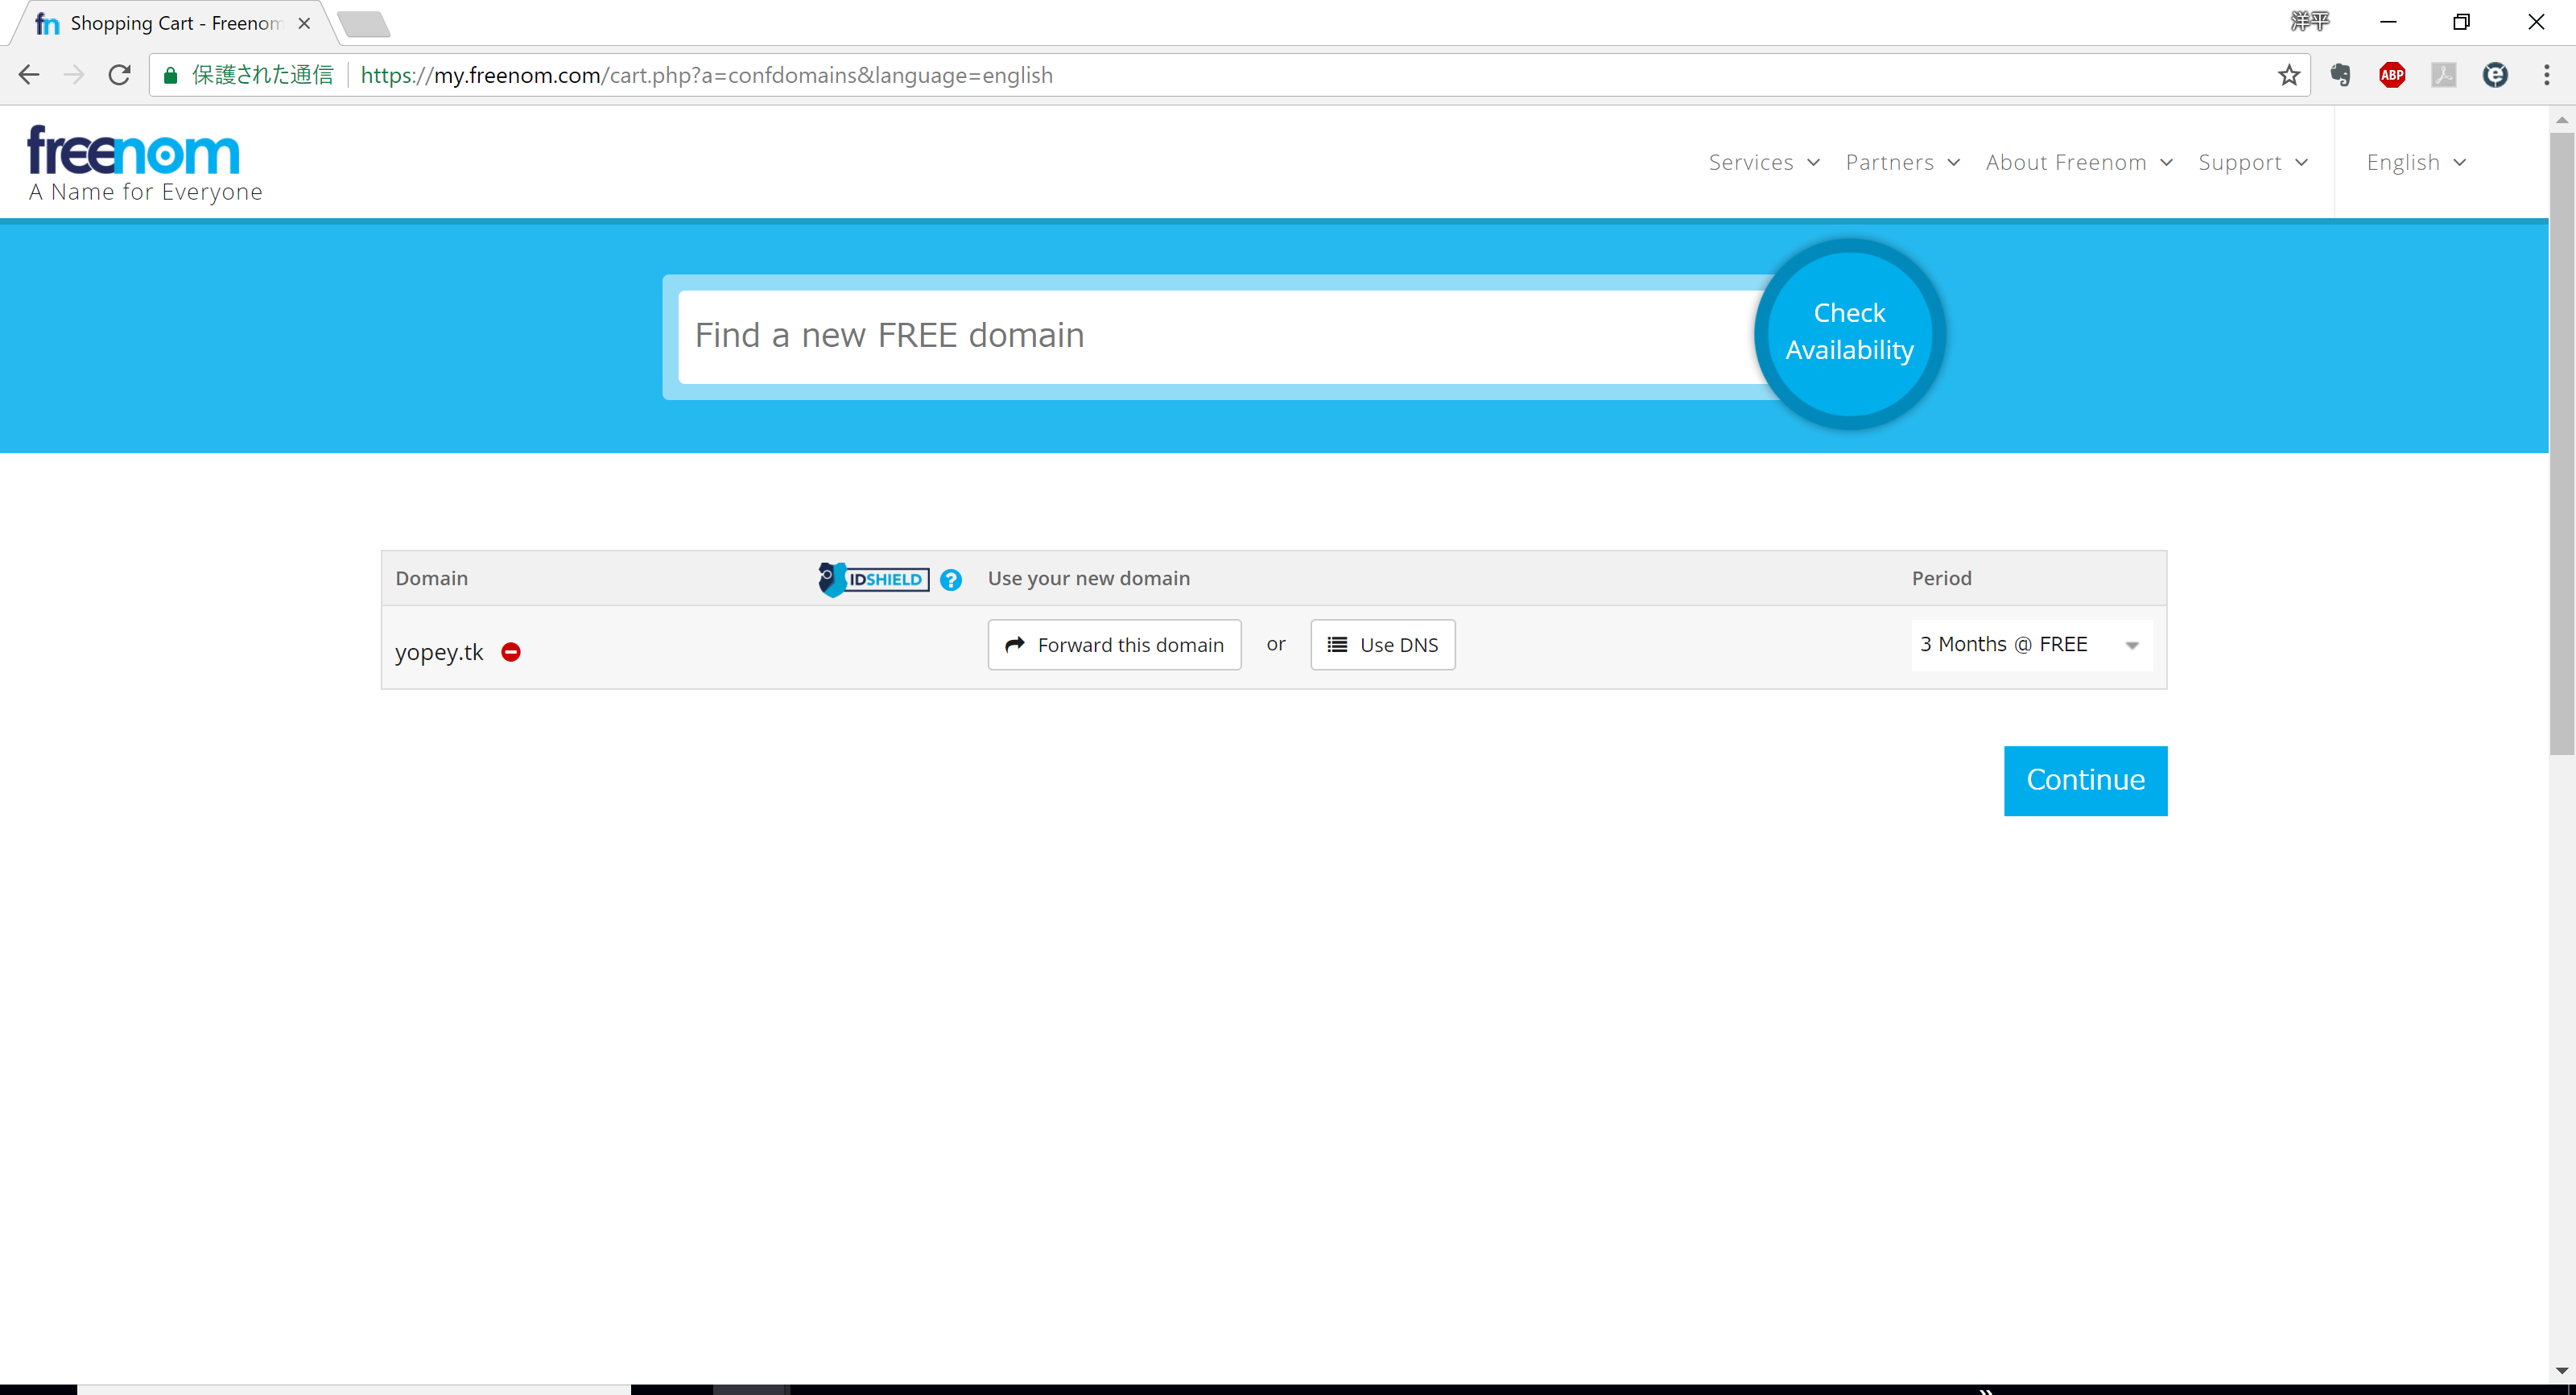 fn Shopping Cart - Freenom
洋平
保護された通信 https://my.freenom.com/cart.php?a=confdomains&language=english
ABP
freenom
A Name for Everyone
Services Partners About Freenom Support English
Find a new FREE domain
Check
Availability
Domain IDSHIELD ? Use your new domain Period
yopey.tk Forward this domain or Use DNS 3 Months @ FREE
Continue